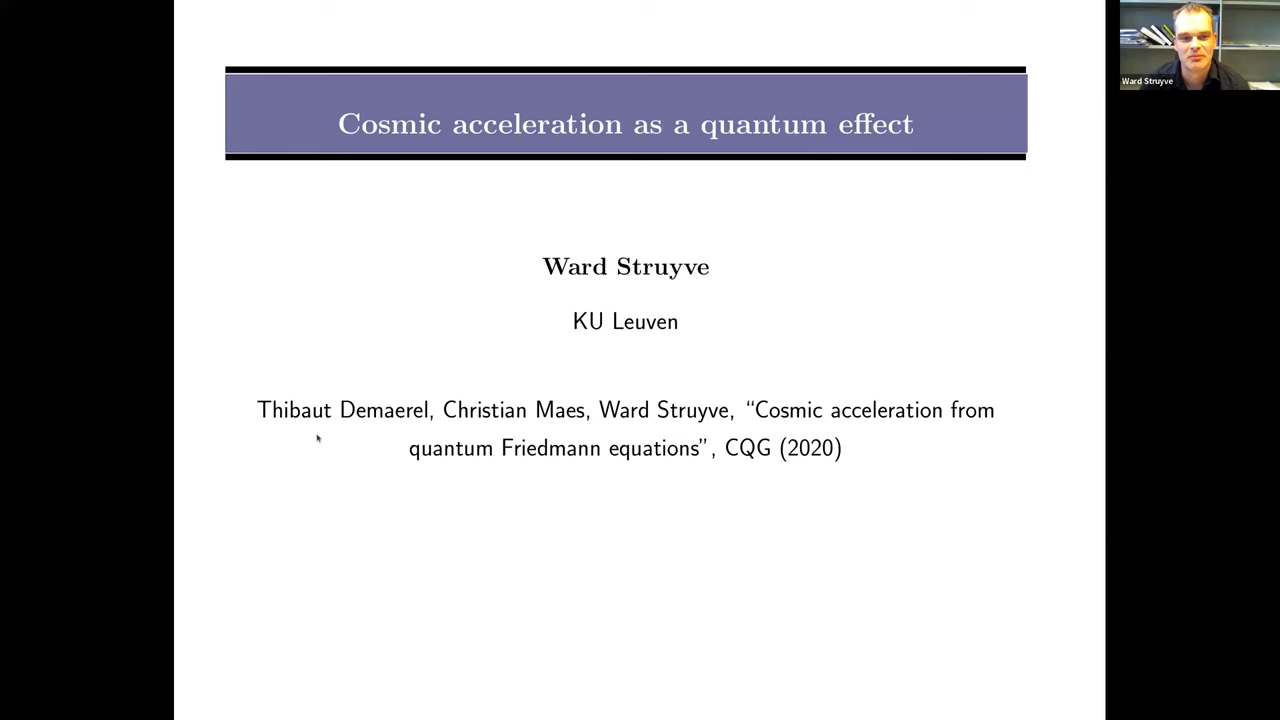 Cosmic acceleration as a quantum effect
Ward Struyve
KU Leuven
Thibaut Demaerel, Christian Maes, Ward Struyve, “Cosmic acceleration from
quantum Friedmann equations”, CQG (2020)
Ward Struyve